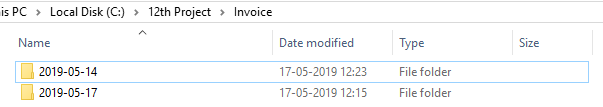 his PC > Local Disk (C:) > 12th Project > Invoice
Name Date modified Type Size
2019-05-14 17-05-2019 12:23 File folder
2019-05-17 17-05-2019 12:15 File folder